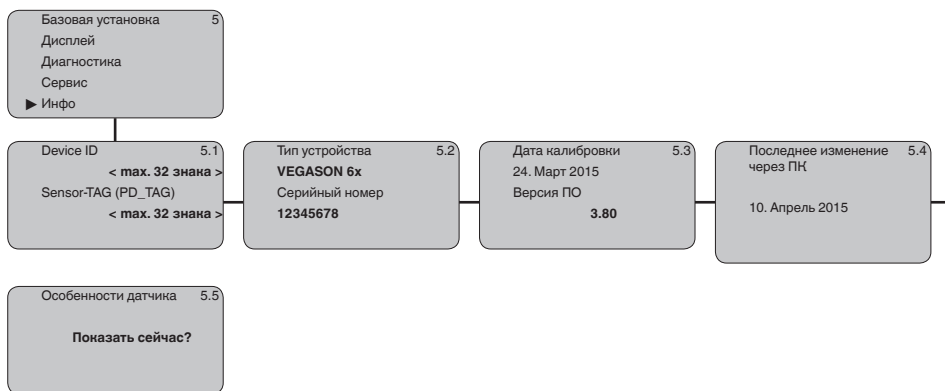 Базовая установка 5
Дисплей
Диагностика
Сервис
▶ Инфо
Device ID 5.1
< max. 32 знака >
Sensor-TAG (PD_TAG)
< max. 32 знака >
Тип устройства 5.2
VEGASON 6x
Серийный номер
12345678
Дата калибровки 5.3
24. Март 2015
Версия ПО
3.80
Последнее изменение 5.4
через ПК
10. Апрель 2015
Особенности датчика 5.5
Показать сейчас?